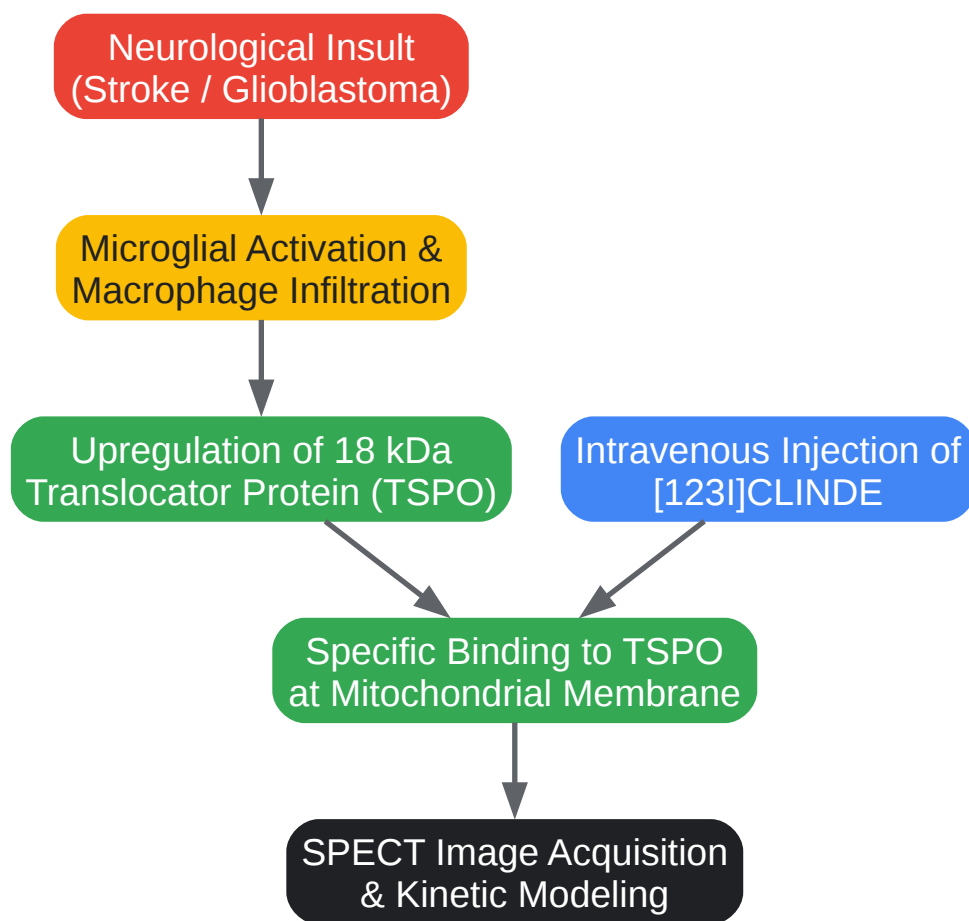 Neurological Insult
(Stroke / Glioblastoma)
Microglial Activation &
Macrophage Infiltration
Upregulation of 18 kDa
Translocator Protein (TSPO)
Intravenous Injection of
[123I]CLINDE
Specific Binding to TSPO
at Mitochondrial Membrane
SPECT Image Acquisition
& Kinetic Modeling